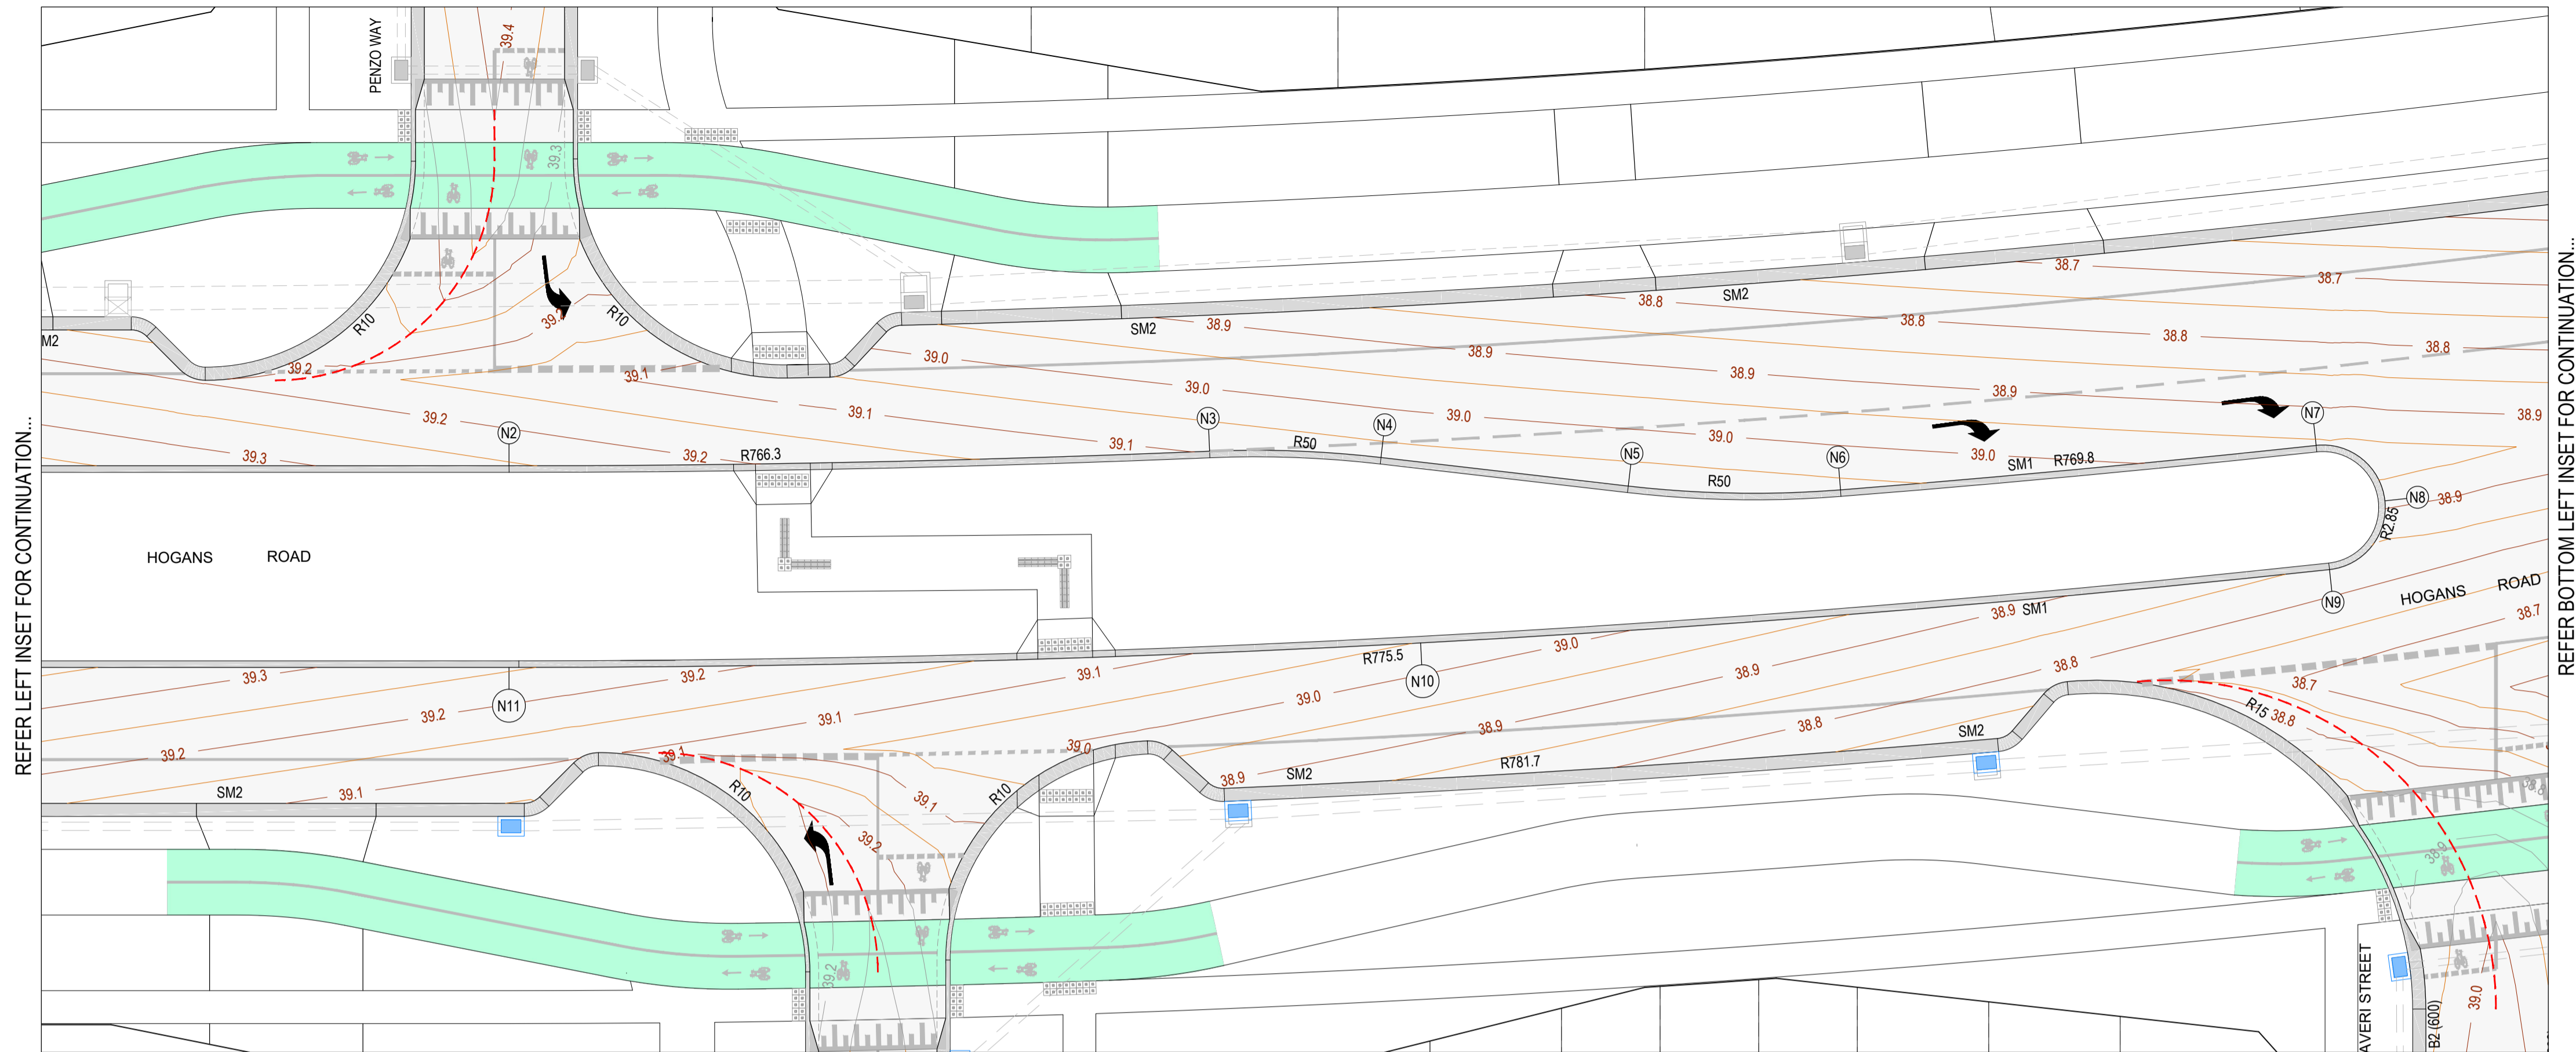 PENZO WAY
39.4
39.3
R10
R10
39.2
M2
39.2
39.1
SM2
SM2
38.9
38.8
38.7
38.7
39.0
38.9
38.8
38.8
38.8
39.2
39.1
39.0
38.9
38.9
38.9
39.0
39.0
39.3
N2
39.2
R766.3
39.1
N3
R50
N4
N5
R50
N6
39.0
SM1
R769.8
N7
N8
38.9
R2.85
REFER LEFT INSET FOR CONTINUATION...
REFER BOTTOM LEFT INSET FOR CONTINUATION...
HOGANS ROAD
HOGANS ROAD
N9
38.7
38.9
SM1
39.3
N11
39.2
39.1
R775.5
N10
39.0
38.9
38.8
38.7
39.2
39.2
39.1
39.0
38.9
38.8
SM2
R15
38.8
39.1
39.0
38.9
SM2
R781.7
SM2
39.1
R10
R10
39.1
39.2
39.2
38.9
AVERI STREET
B2 (600)
39.0